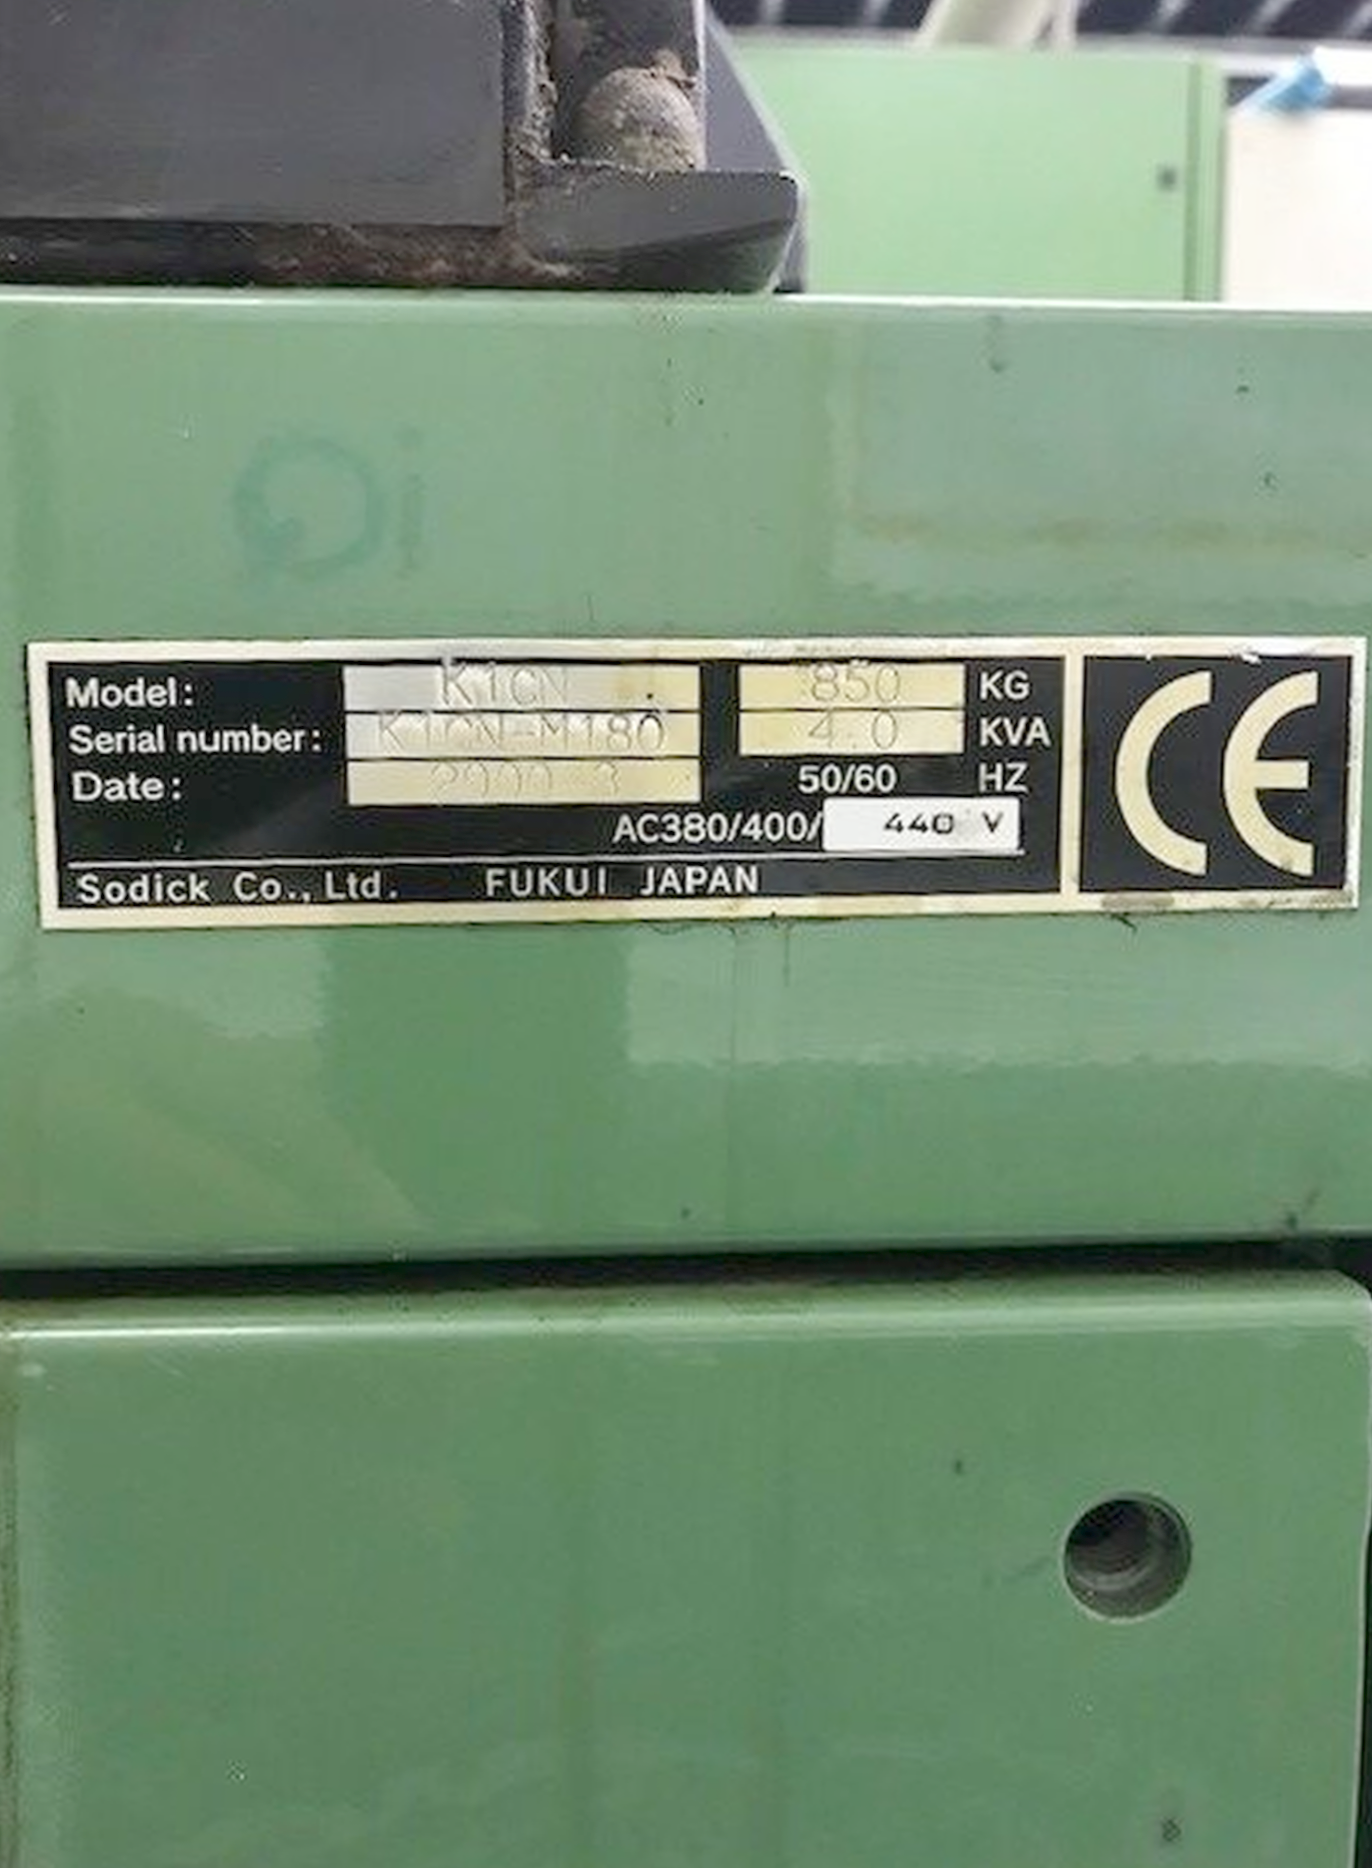 Model: K1CN 850 KG
Serial number: K1CN-M180 4.0 KVA
Date: 2000 3 50/60 HZ
AC380/400/ 440 V
Sodick Co., Ltd. FUKUI JAPAN
CE